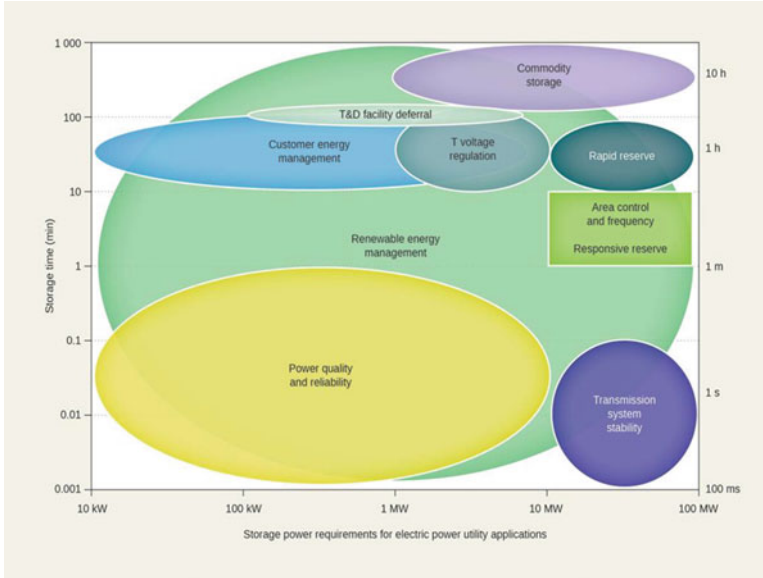 1 000
100
10
1
0.1
0.01
0.001
Storage time (min)
Commodity
storage
T&D facility deferral
Customer energy
management
T voltage
regulation
Rapid reserve
Area control
and frequency
Responsive reserve
Renewable energy
management
Power quality
and reliability
Transmission
system
stability
10 h
1 h
1 m
1 s
100 ms
10 kW
100 kW
1 MW
10 MW
100 MW
Storage power requirements for electric power utility applications